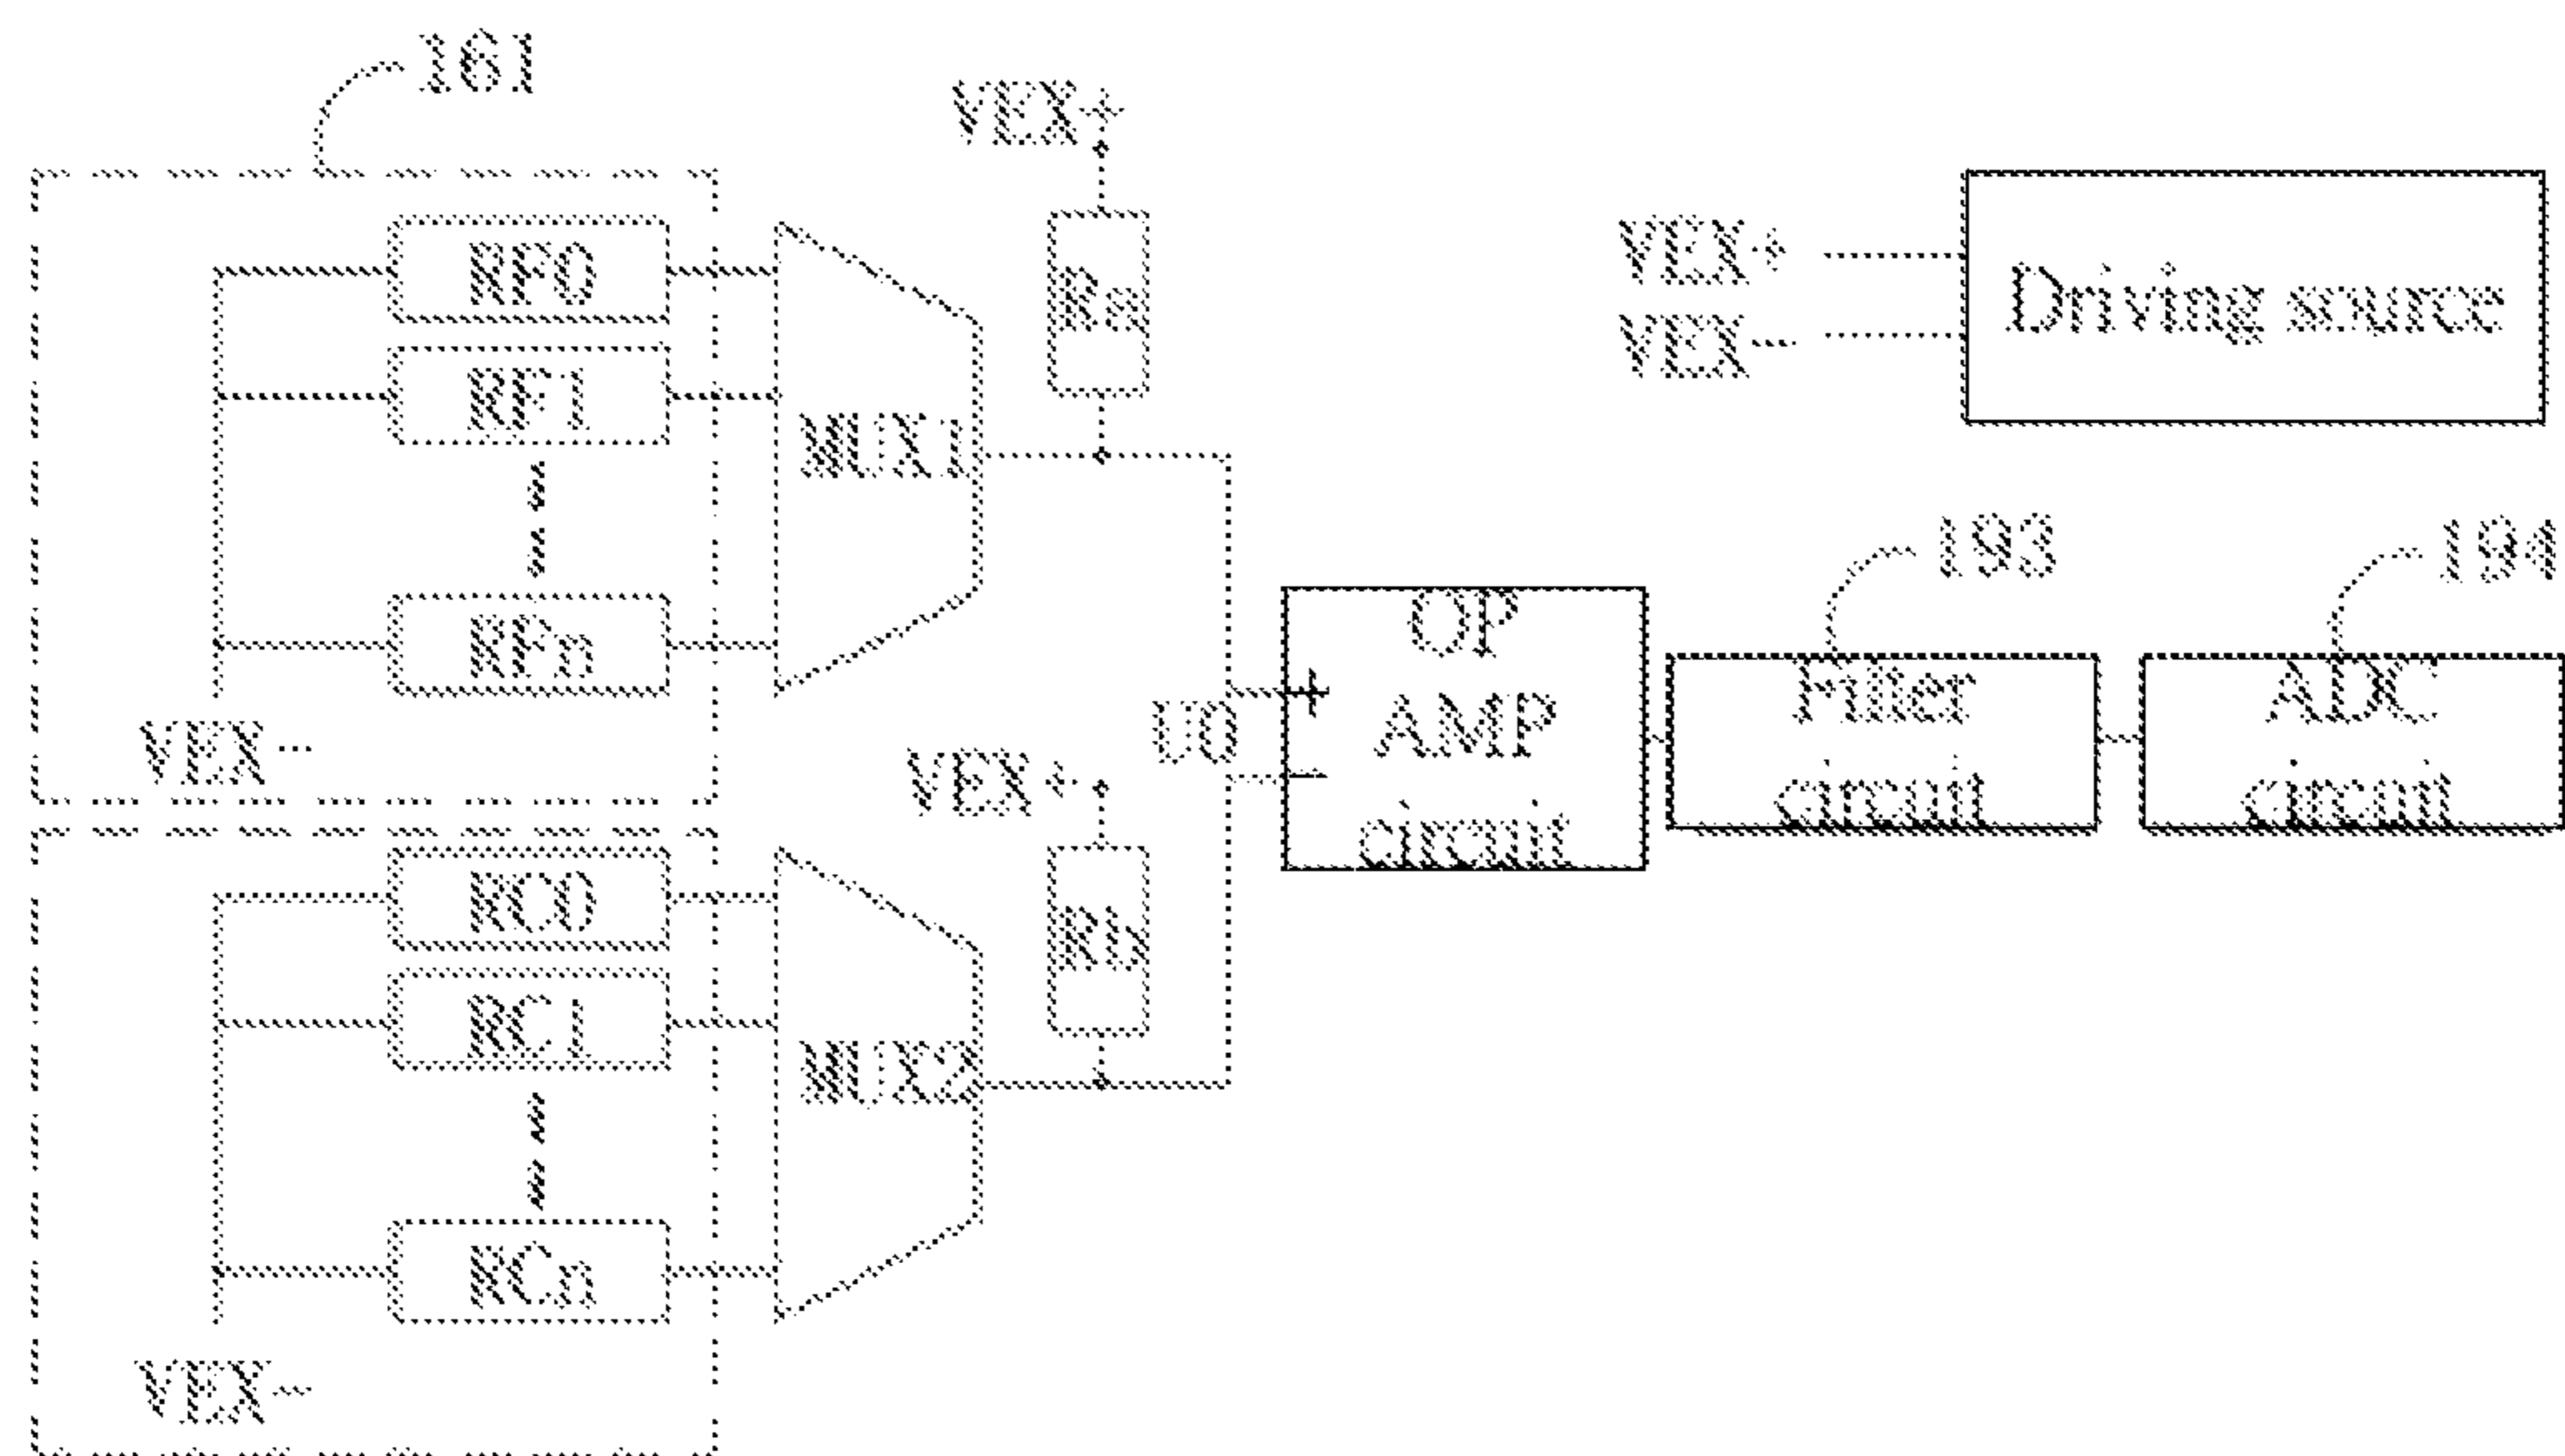 161
VEX+
RF0
RF1
RFn
VEX-
MUX1
Ra
VEX+
VEX-
Driving source
193
194
OP
AMP
circuit
+
-
U0
Filter
circuit
ADC
circuit
VEX+
RC0
RC1
RCn
VEX-
MUX2
Rb